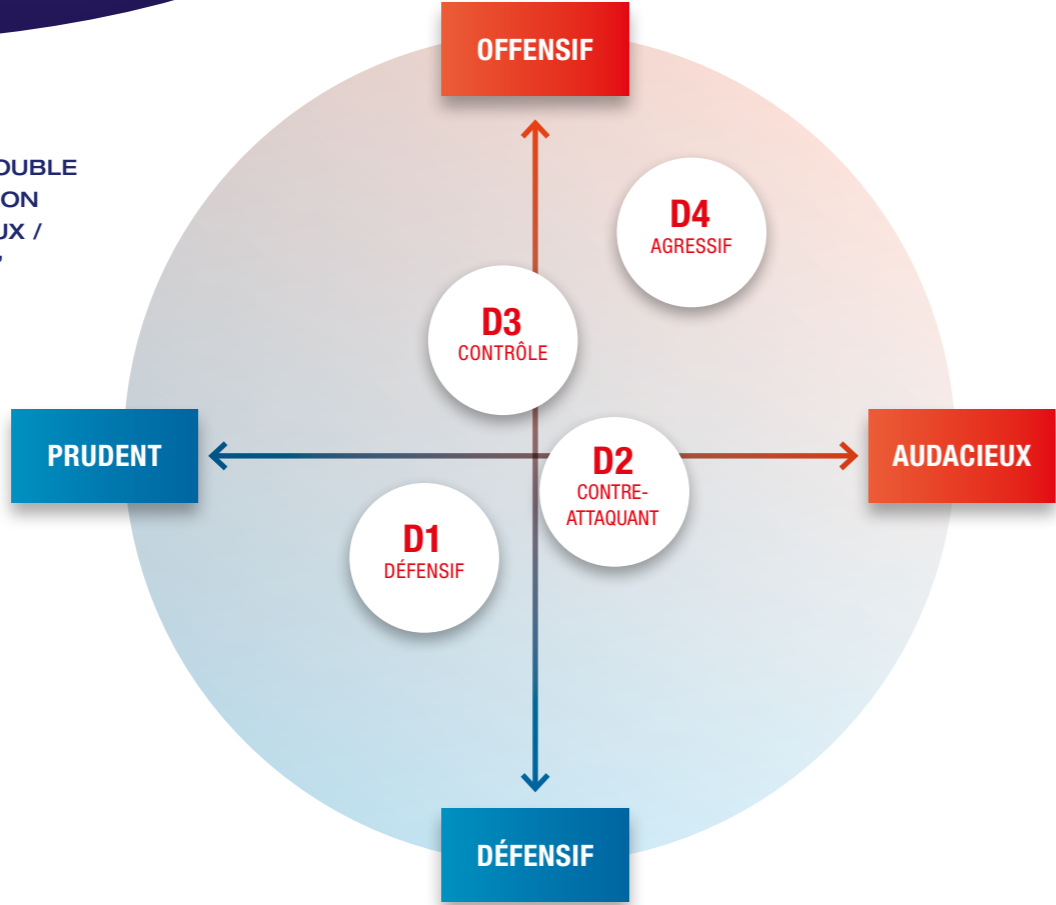 OFFENSIF
OUBLE
ON
UX /
D4
AGRESSIF
D3
CONTRÔLE
PRUDENT
AUDACIEUX
D2
CONTRE-
ATTAQUANT
D1
DÉFENSIF
DÉFENSIF